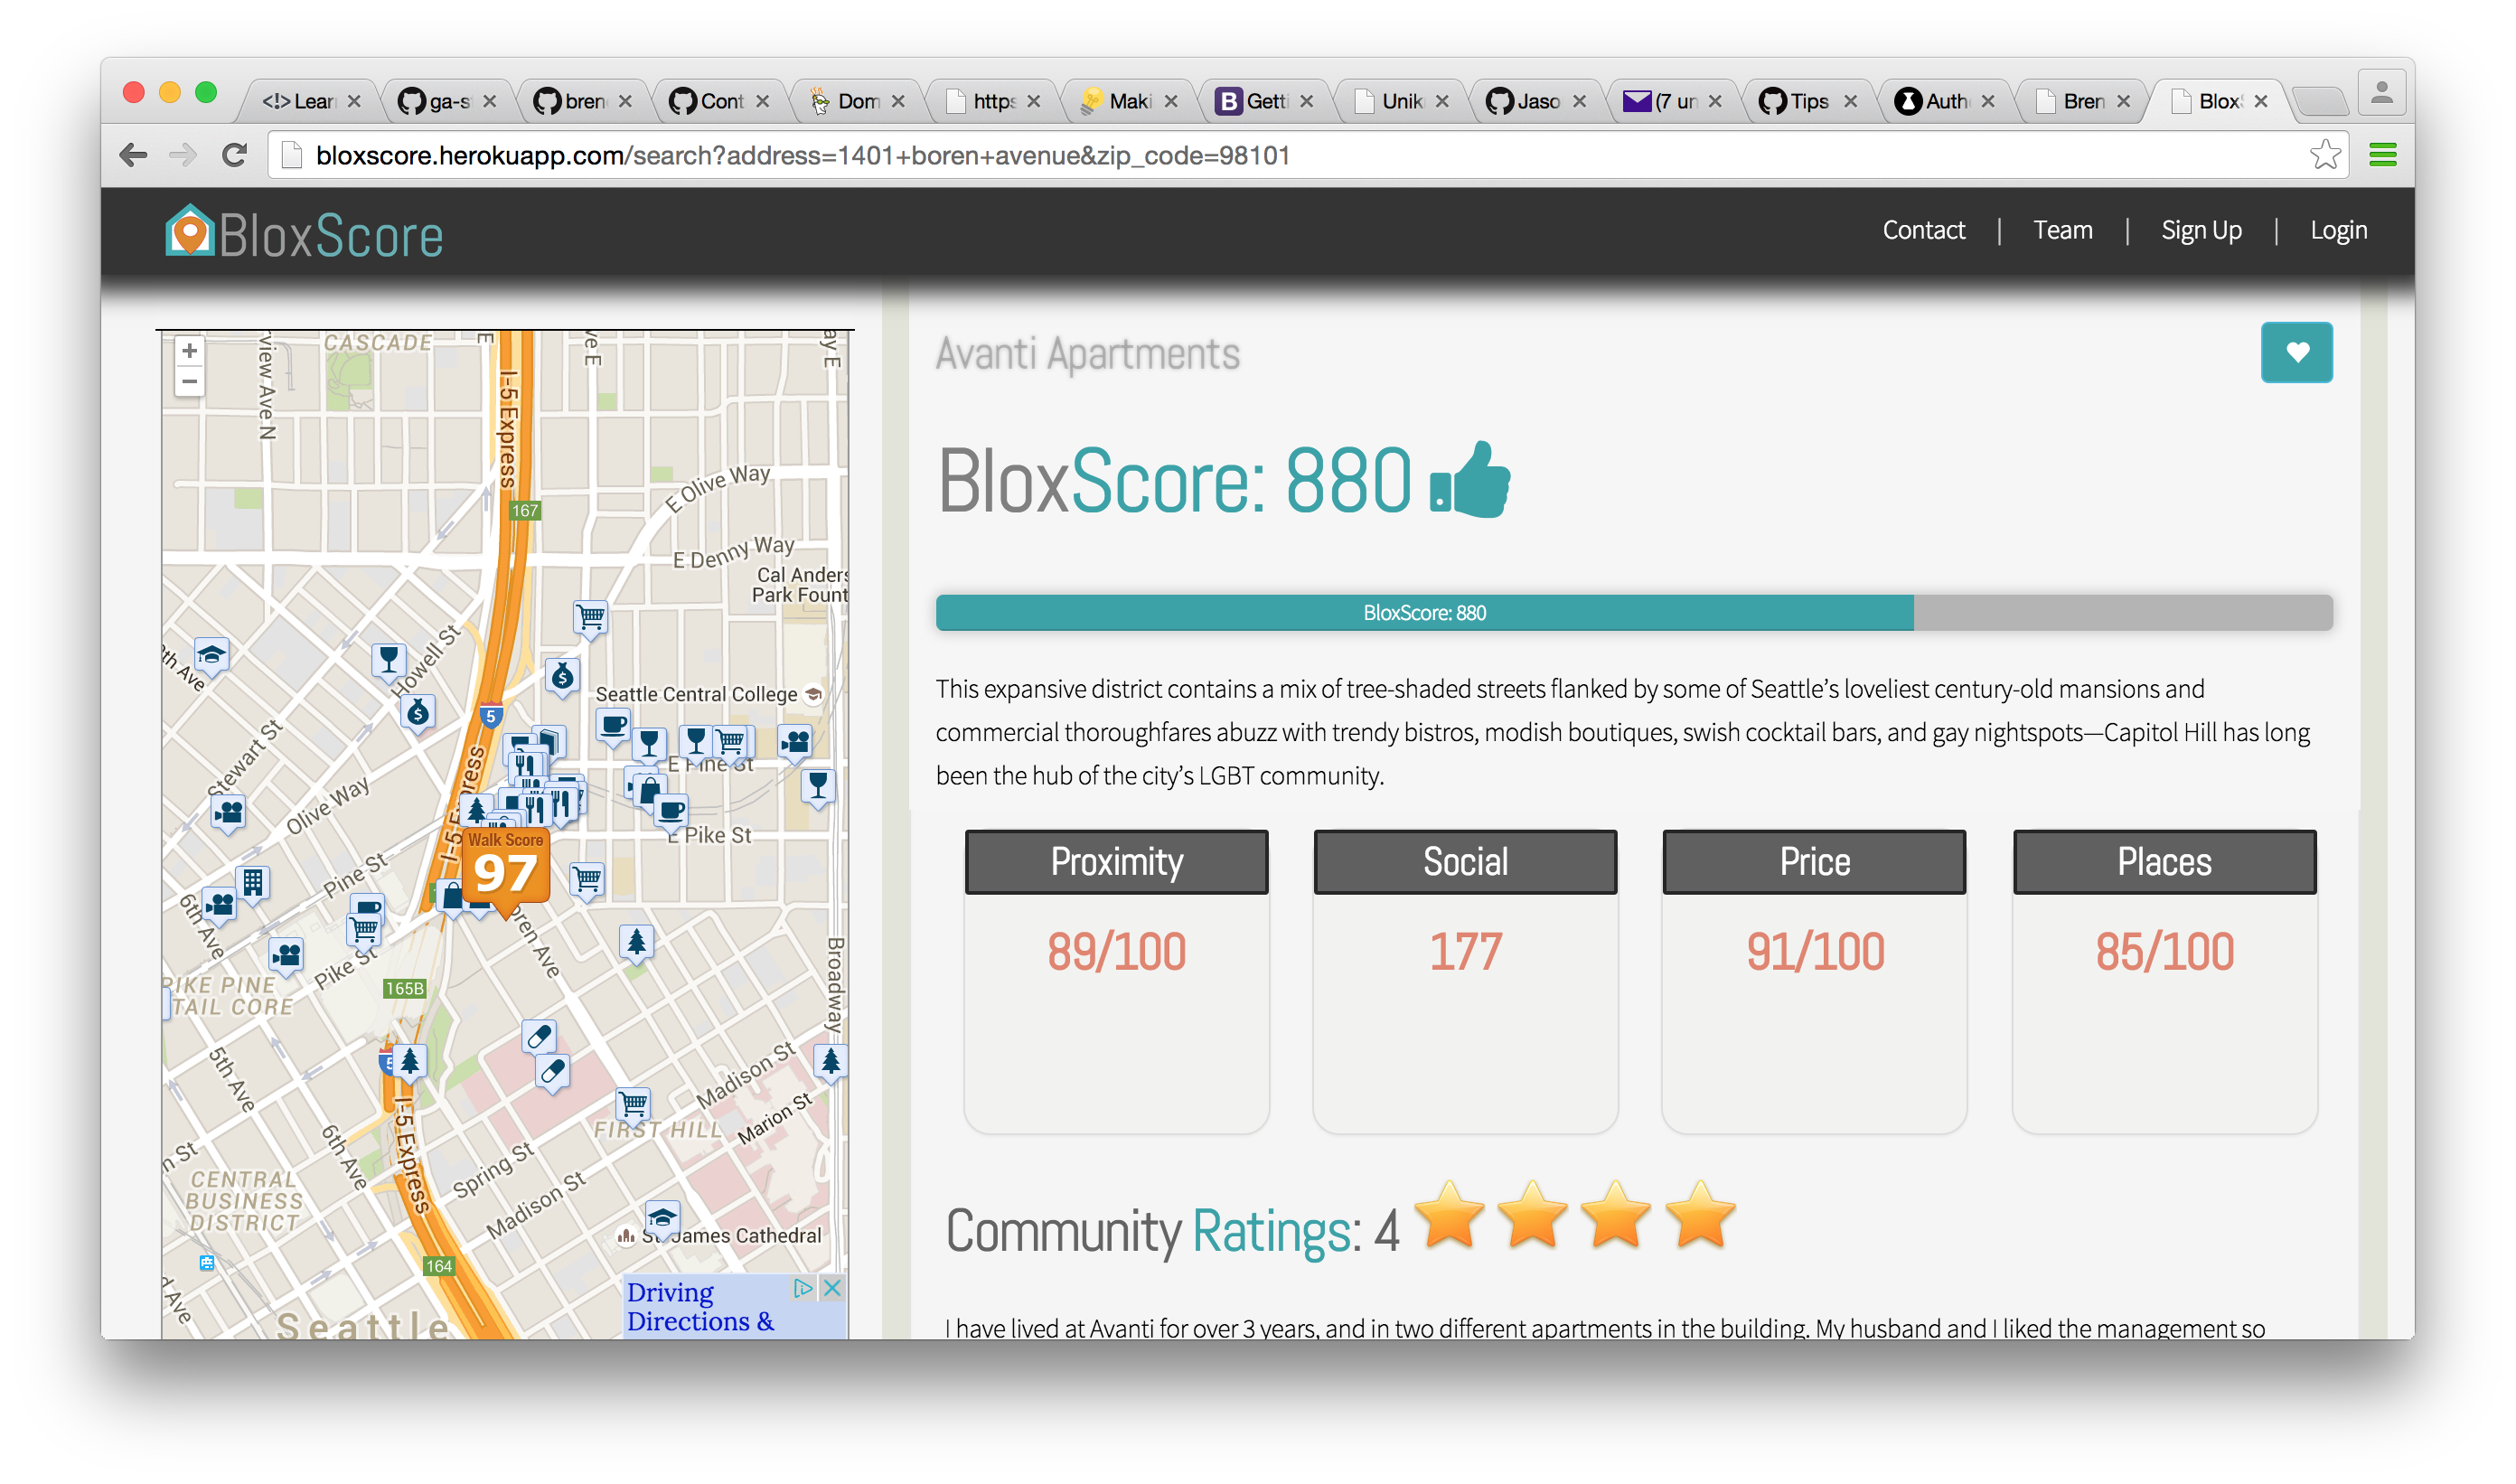 <!> Lear
ga-s
bren
Cont
Dom
https
Maki
B Getti
Unik
Jaso
(7 un
Tips
Auth
Bren
Blox
bloxscore.herokuapp.com/search?address=1401+boren+avenue&zip_code=98101
BloxScore
Contact | Team | Sign Up | Login
+
−
CASCADE
I-5 Express
167
E Olive Way
E Denny Way
Cal Anders
Park Fount
Howell St
Seattle Central College
5
Stewart St
Olive Way
E Pine St
E Pike St
Walk Score
97
Pine St
6th Ave
Pike St
Broadway
PIKE PINE
TAIL CORE
165B
5th Ave
Madison St
Marion St
FIRST HILL
I-5 Express
6th Ave
Spring St
Madison St
CENTRAL
BUSINESS
DISTRICT
St. James Cathedral
164
Seattle
Driving
Directions &
Avanti Apartments
BloxScore: 880
BloxScore: 880
This expansive district contains a mix of tree-shaded streets flanked by some of Seattle’s loveliest century-old mansions and
commercial thoroughfares abuzz with trendy bistros, modish boutiques, swish cocktail bars, and gay nightspots—Capitol Hill has long
been the hub of the city’s LGBT community.
Proximity
89/100
Social
177
Price
91/100
Places
85/100
Community Ratings: 4
I have lived at Avanti for over 3 years, and in two different apartments in the building. My husband and I liked the management so